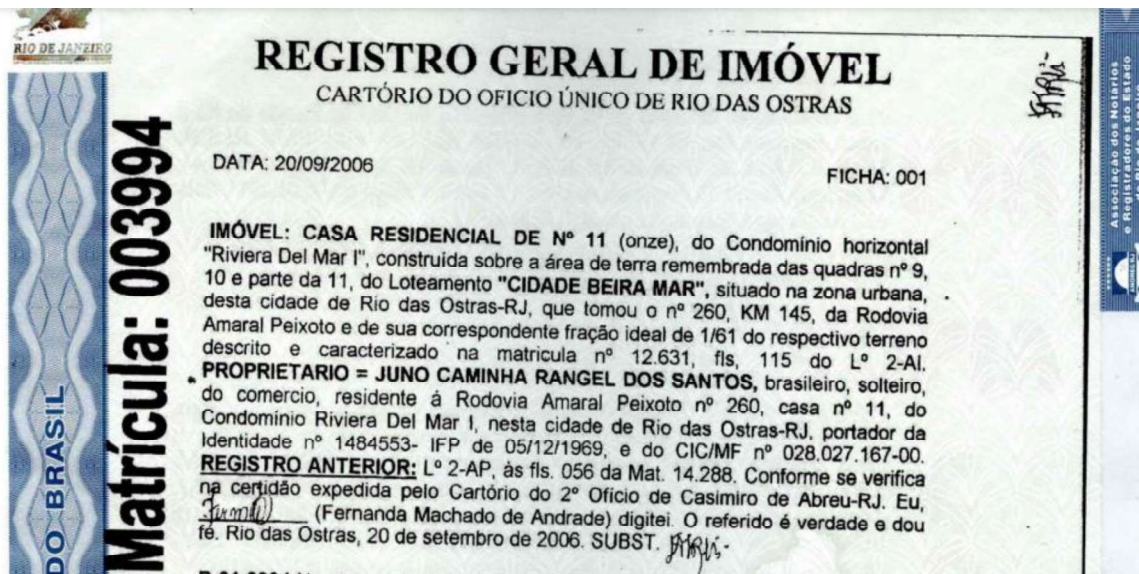 RIO DE JANEIRO
REGISTRO GERAL DE IMÓVEL
CARTÓRIO DO OFICIO ÚNICO DE RIO DAS OSTRAS
DATA: 20/09/2006
FICHA: 001
IMÓVEL: CASA RESIDENCIAL DE Nº 11 (onze), do Condomínio horizontal
"Riviera Del Mar I", construida sobre a área de terra remembrada das quadras nº 9,
10 e parte da 11, do Loteamento "CIDADE BEIRA MAR", situado na zona urbana,
desta cidade de Rio das Ostras-RJ, que tomou o nº 260, KM 145, da Rodovia
Amaral Peixoto e de sua correspondente fração ideal de 1/61 do respectivo terreno
descrito e caracterizado na matricula nº 12.631, fls, 115 do Lº 2-AI.
PROPRIETARIO = JUNO CAMINHA RANGEL DOS SANTOS, brasileiro, solteiro,
do comercio, residente á Rodovia Amaral Peixoto nº 260, casa nº 11, do
Condominio Riviera Del Mar I, nesta cidade de Rio das Ostras-RJ, portador da
Identidade nº 1484553- IFP de 05/12/1969, e do CIC/MF nº 028.027.167-00.
REGISTRO ANTERIOR: Lº 2-AP, às fls. 056 da Mat. 14.288. Conforme se verifica
na certidão expedida pelo Cartório do 2º Oficio de Casimiro de Abreu-RJ. Eu,
(Fernanda Machado de Andrade) digitei. O referido é verdade e dou
fé. Rio das Ostras, 20 de setembro de 2006. SUBST.
Matrícula: 003994
DO BRASIL
Associação dos Notários
e Registradores do Estado